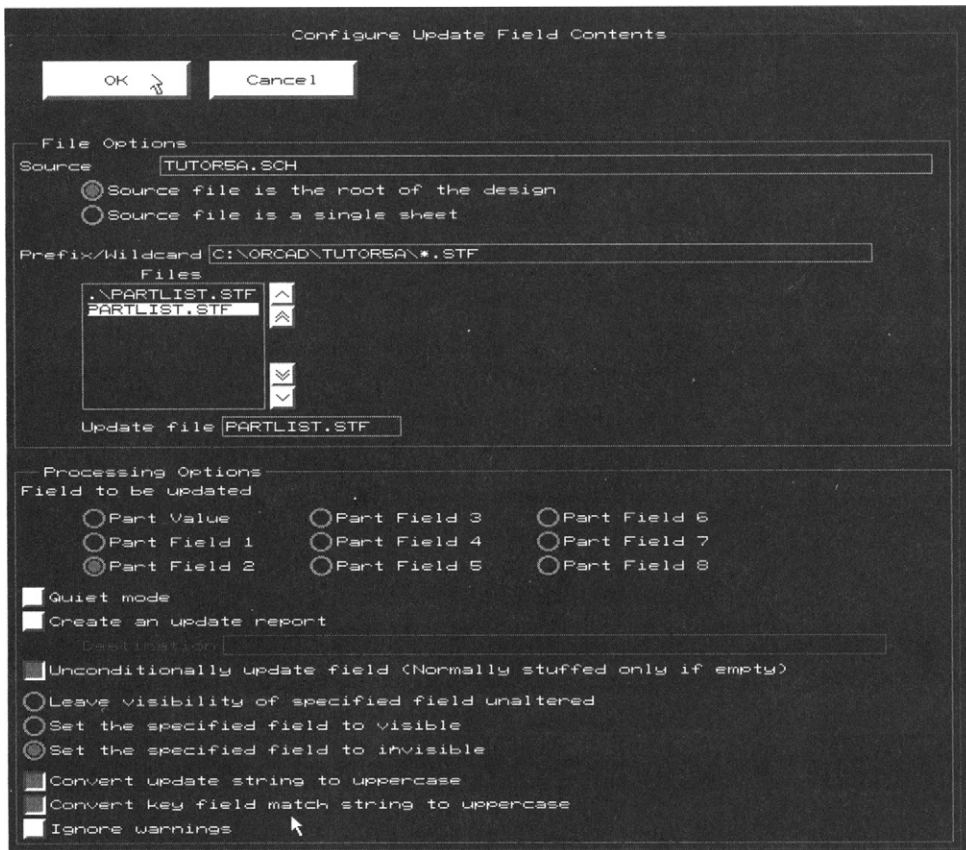 Configure Update Field Contents
OK Cancel
File Options
Source TUTOR5A.SCH
Source file is the root of the design
Source file is a single sheet
Prefix/Wildcard C:\ORCAD\TUTOR5A\*.STF
Files
.\PARTLIST.STF
PARTLIST.STF
Update file PARTLIST.STF
Processing Options
Field to be updated
Part Value Part Field 3 Part Field 6
Part Field 1 Part Field 4 Part Field 7
Part Field 2 Part Field 5 Part Field 8
Quiet mode
Create an update report
Destination
Unconditionally update field (Normally stuffed only if empty)
Leave visibility of specified field unaltered
Set the specified field to visible
Set the specified field to invisible
Convert update string to uppercase
Convert key field match string to uppercase
Ignore warnings